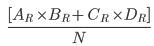 [A_R × B_R + C_R × D_R]
N